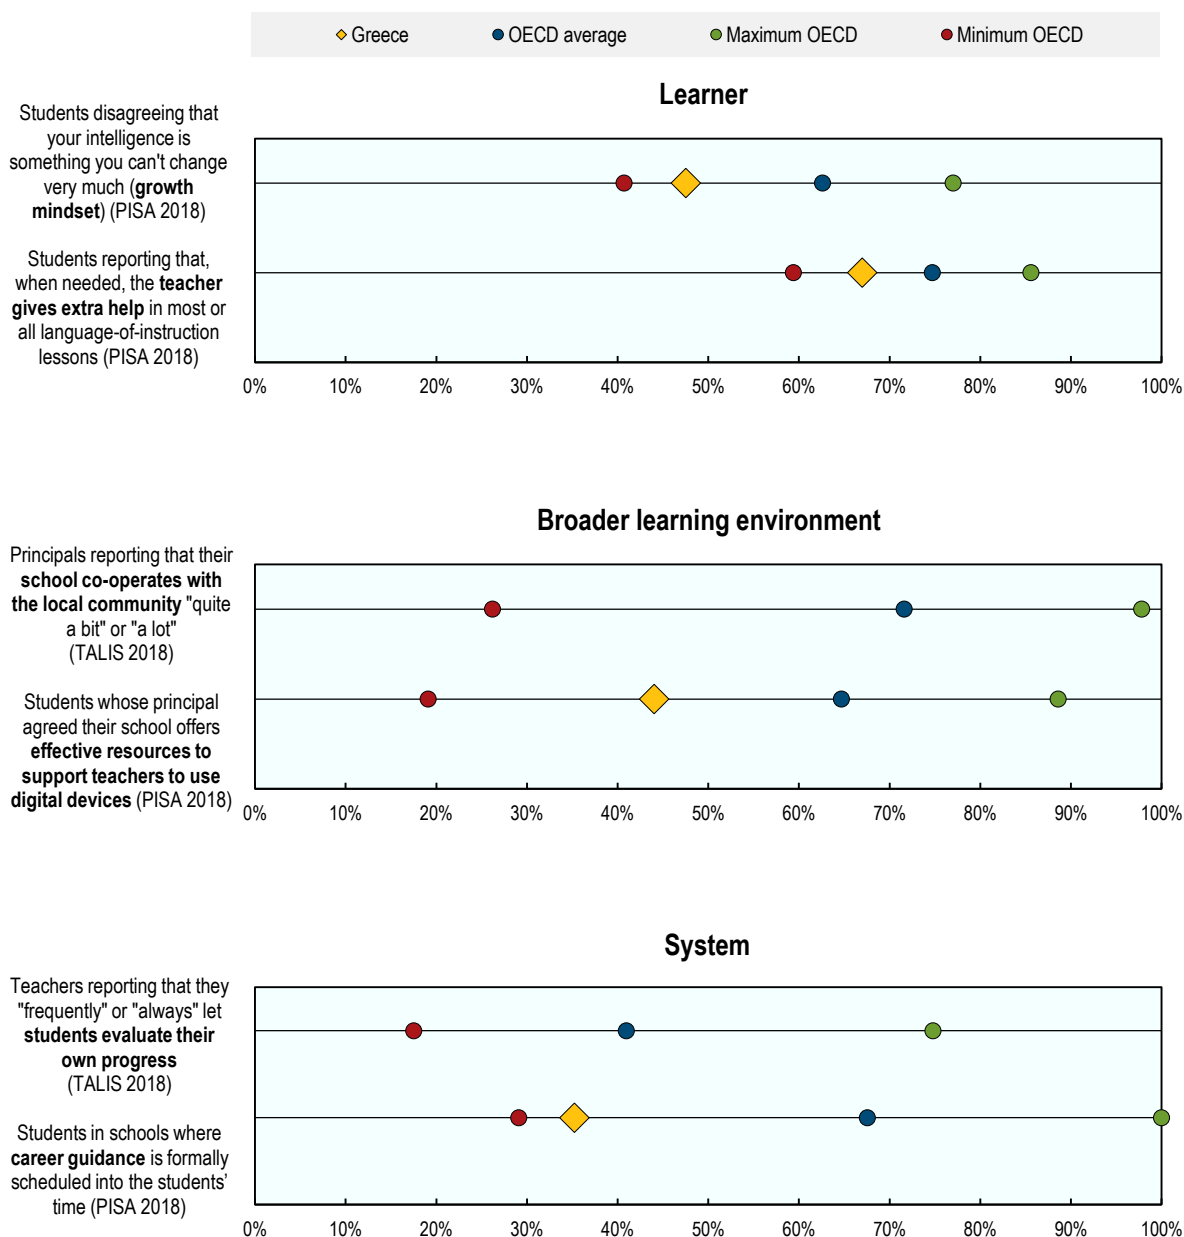 Greece OECD average Maximum OECD Minimum OECD
Learner
Students disagreeing that
your intelligence is
something you can't change
very much (growth
mindset) (PISA 2018)
Students reporting that,
when needed, the teacher
gives extra help in most or
all language-of-instruction
lessons (PISA 2018)
0% 10% 20% 30% 40% 50% 60% 70% 80% 90% 100%
Broader learning environment
Principals reporting that their
school co-operates with
the local community "quite
a bit" or "a lot"
(TALIS 2018)
Students whose principal
agreed their school offers
effective resources to
support teachers to use
digital devices (PISA 2018)
0% 10% 20% 30% 40% 50% 60% 70% 80% 90% 100%
System
Teachers reporting that they
"frequently" or "always" let
students evaluate their
own progress
(TALIS 2018)
Students in schools where
career guidance is formally
scheduled into the students’
time (PISA 2018)
0% 10% 20% 30% 40% 50% 60% 70% 80% 90% 100%